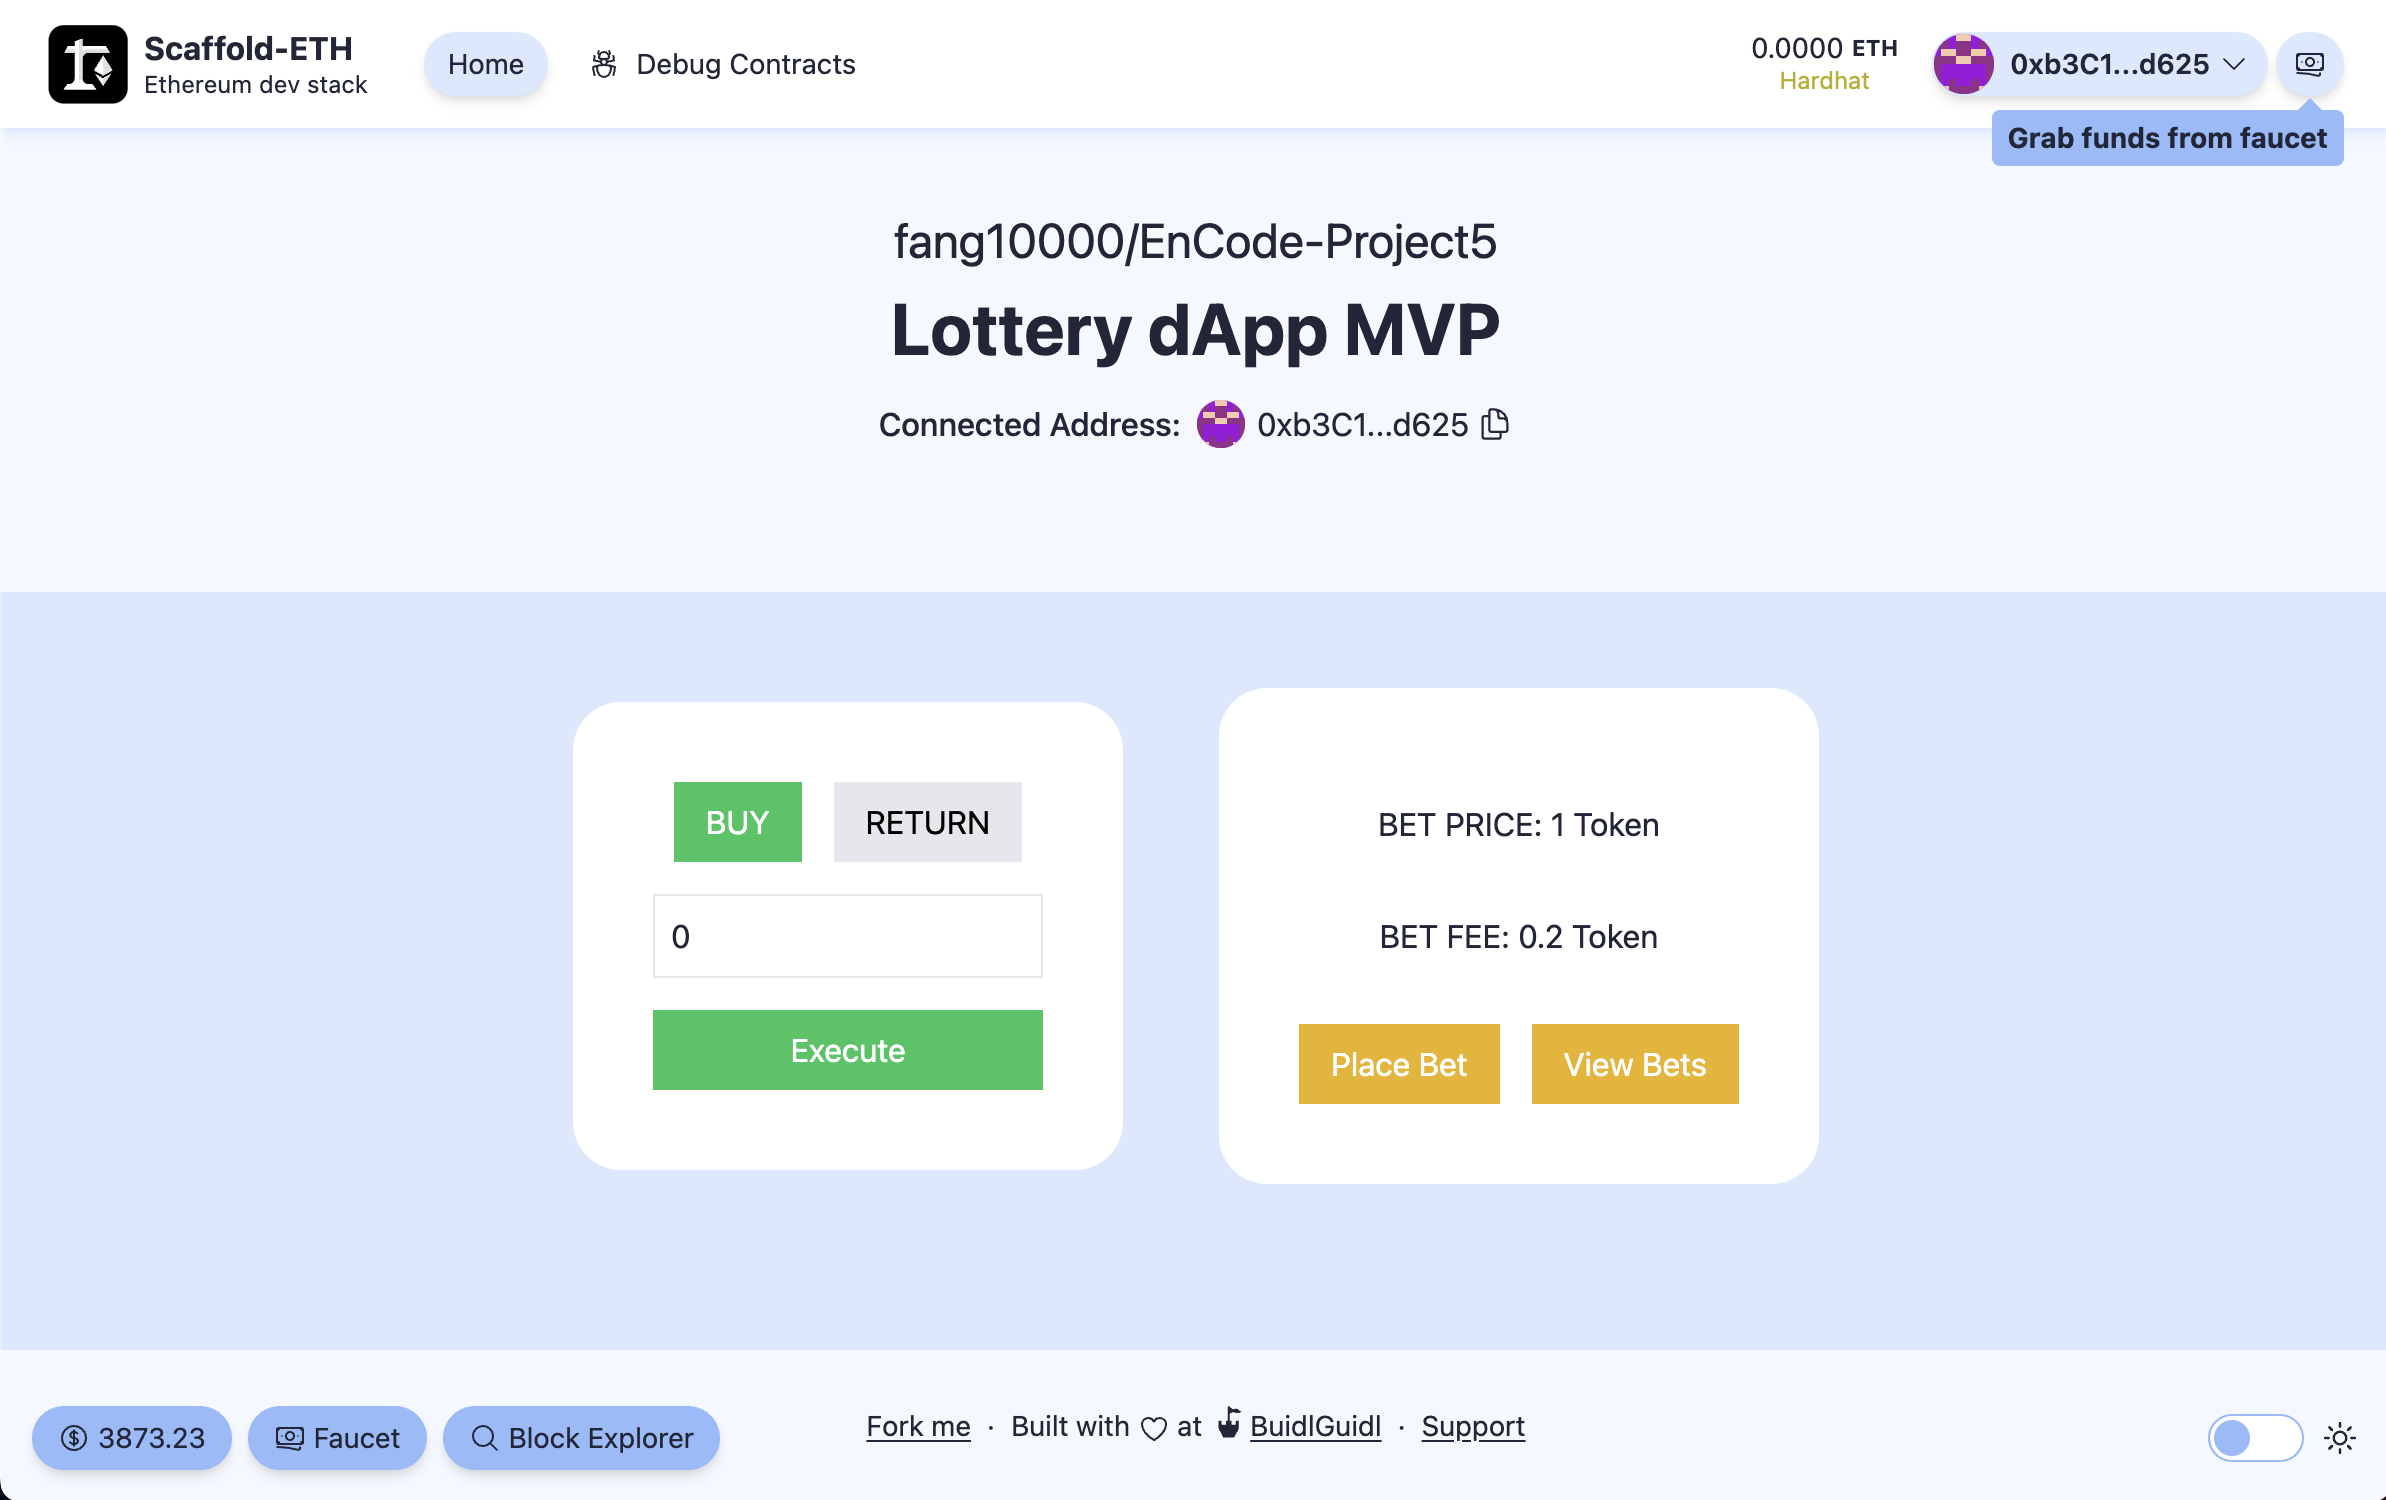 Scaffold-ETH
Ethereum dev stack
Home
Debug Contracts
0.0000 ETH
Hardhat
0xb3C1...d625
Grab funds from faucet
fang10000/EnCode-Project5
Lottery dApp MVP
Connected Address: 0xb3C1...d625
BUY
RETURN
0
Execute
BET PRICE: 1 Token
BET FEE: 0.2 Token
Place Bet
View Bets
3873.23
Faucet
Block Explorer
Fork me · Built with ♡ at BuidlGuidl · Support